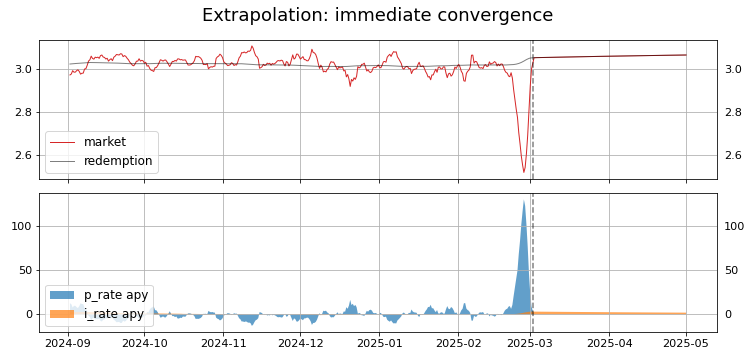 Extrapolation: immediate convergence
3.0
3.0
2.8
2.8
2.6
2.6
market
redemption
100
100
50
50
0
0
p_rate apy
i_rate apy
2024-09 2024-10 2024-11 2024-12 2025-01 2025-02 2025-03 2025-04 2025-05